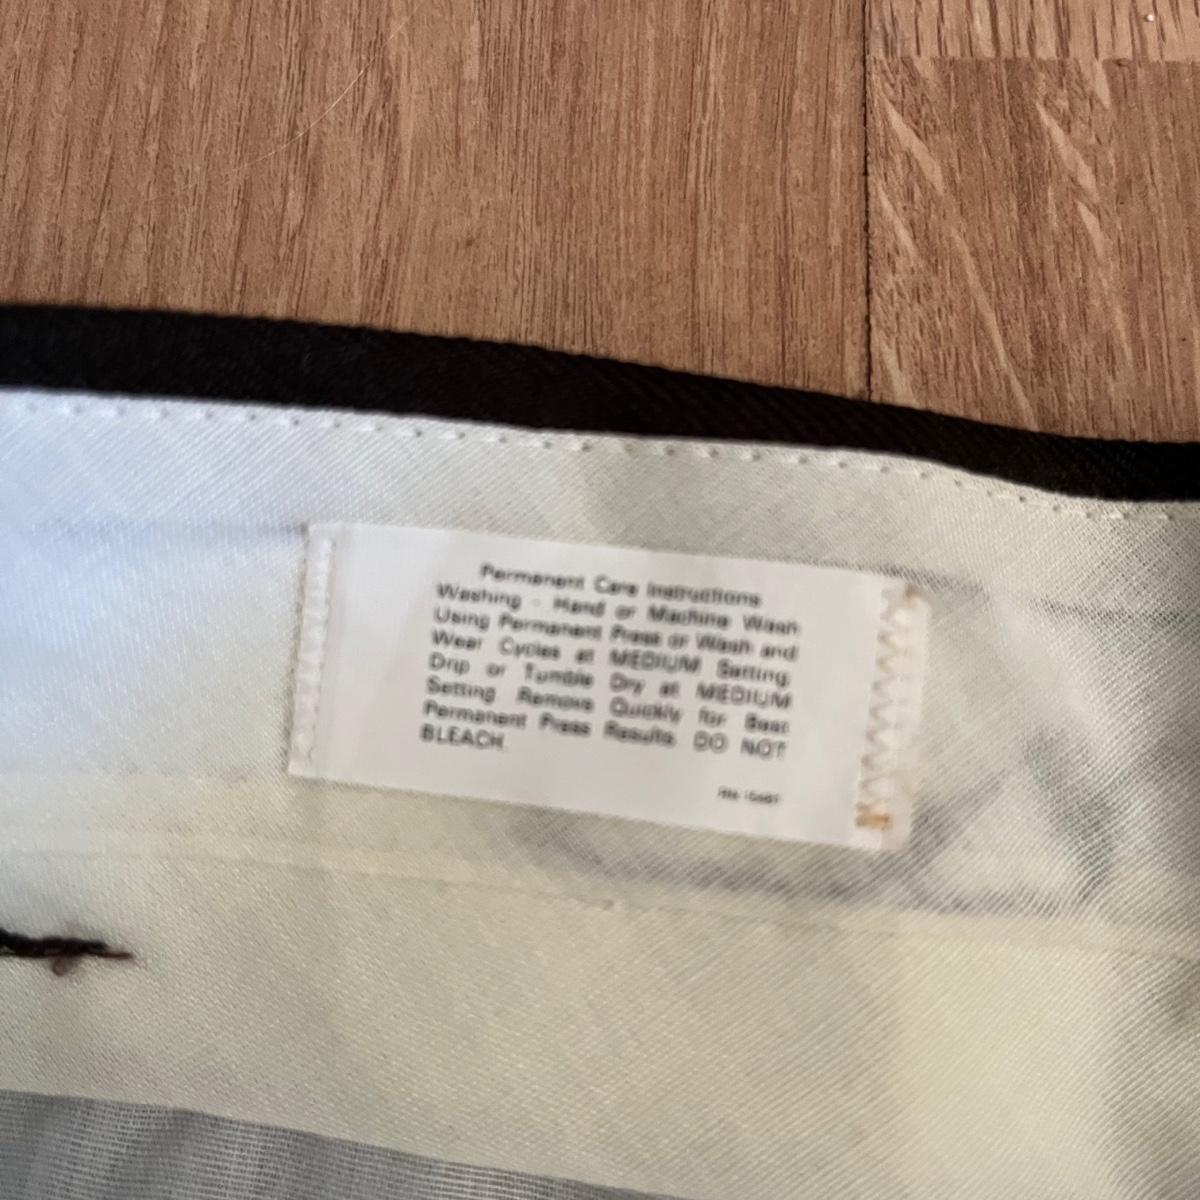 Permanent Care Instructions
Washing - Hand or Machine Wash
Using Permanent Press or Wash and
Wear Cycles at MEDIUM Setting.
Drip or Tumble Dry at MEDIUM
Setting Remove Quickly for Best
Permanent Press Results. DO NOT
BLEACH.
RN